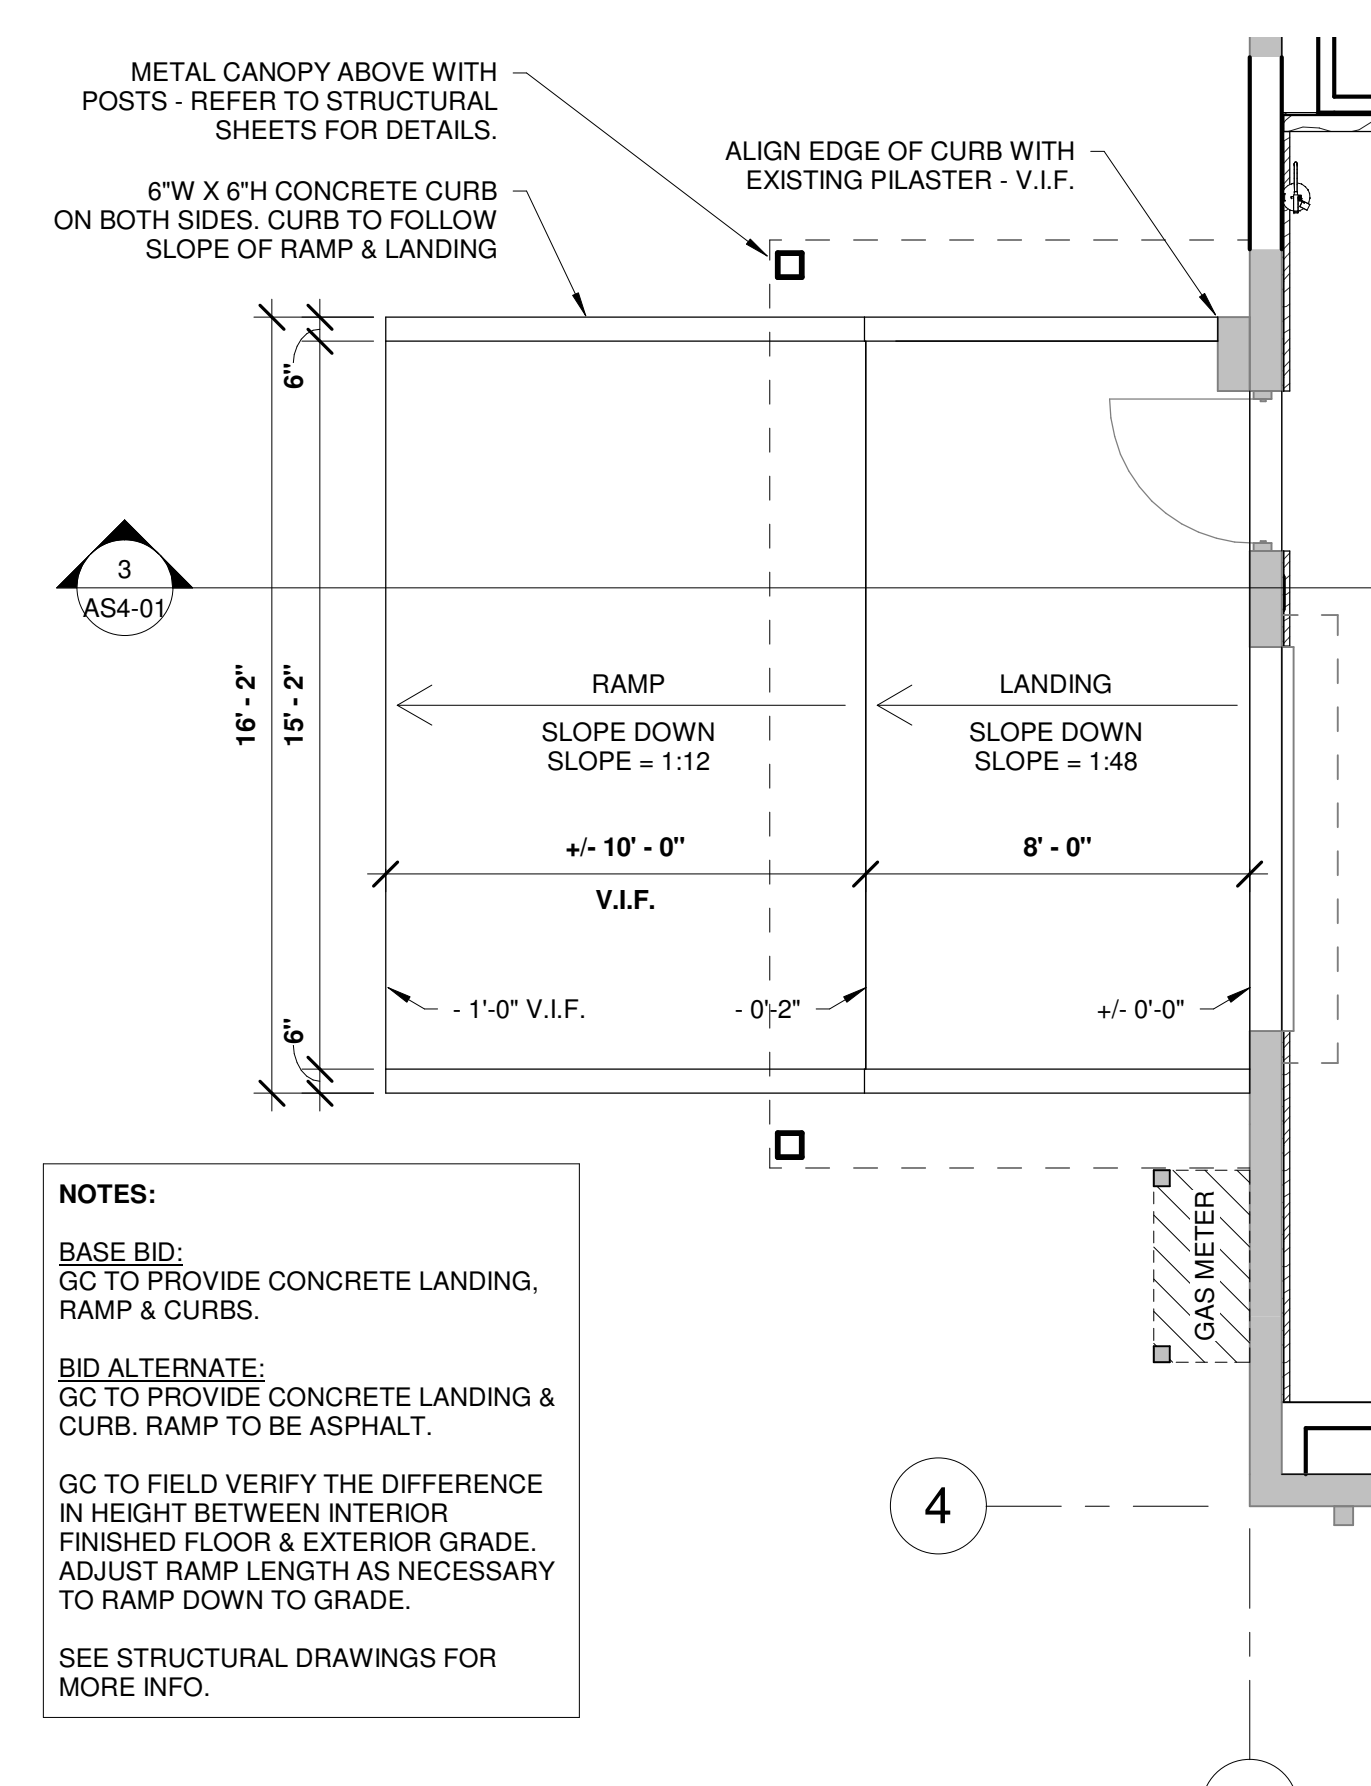 METAL CANOPY ABOVE WITH
POSTS - REFER TO STRUCTURAL
SHEETS FOR DETAILS.
ALIGN EDGE OF CURB WITH
EXISTING PILASTER - V.I.F.
6"W X 6"H CONCRETE CURB
ON BOTH SIDES. CURB TO FOLLOW
SLOPE OF RAMP & LANDING
6"
3
AS4-01
16' - 2"
15' - 2"
RAMP
SLOPE DOWN
SLOPE = 1:12
LANDING
SLOPE DOWN
SLOPE = 1:48
+/- 10' - 0"
V.I.F.
8' - 0"
- 1'-0" V.I.F.
- 0'-2"
+/- 0'-0"
6"
GAS METER
NOTES:
BASE BID:
GC TO PROVIDE CONCRETE LANDING,
RAMP & CURBS.
BID ALTERNATE:
GC TO PROVIDE CONCRETE LANDING &
CURB. RAMP TO BE ASPHALT.
GC TO FIELD VERIFY THE DIFFERENCE
IN HEIGHT BETWEEN INTERIOR
FINISHED FLOOR & EXTERIOR GRADE.
ADJUST RAMP LENGTH AS NECESSARY
TO RAMP DOWN TO GRADE.
SEE STRUCTURAL DRAWINGS FOR
MORE INFO.
4